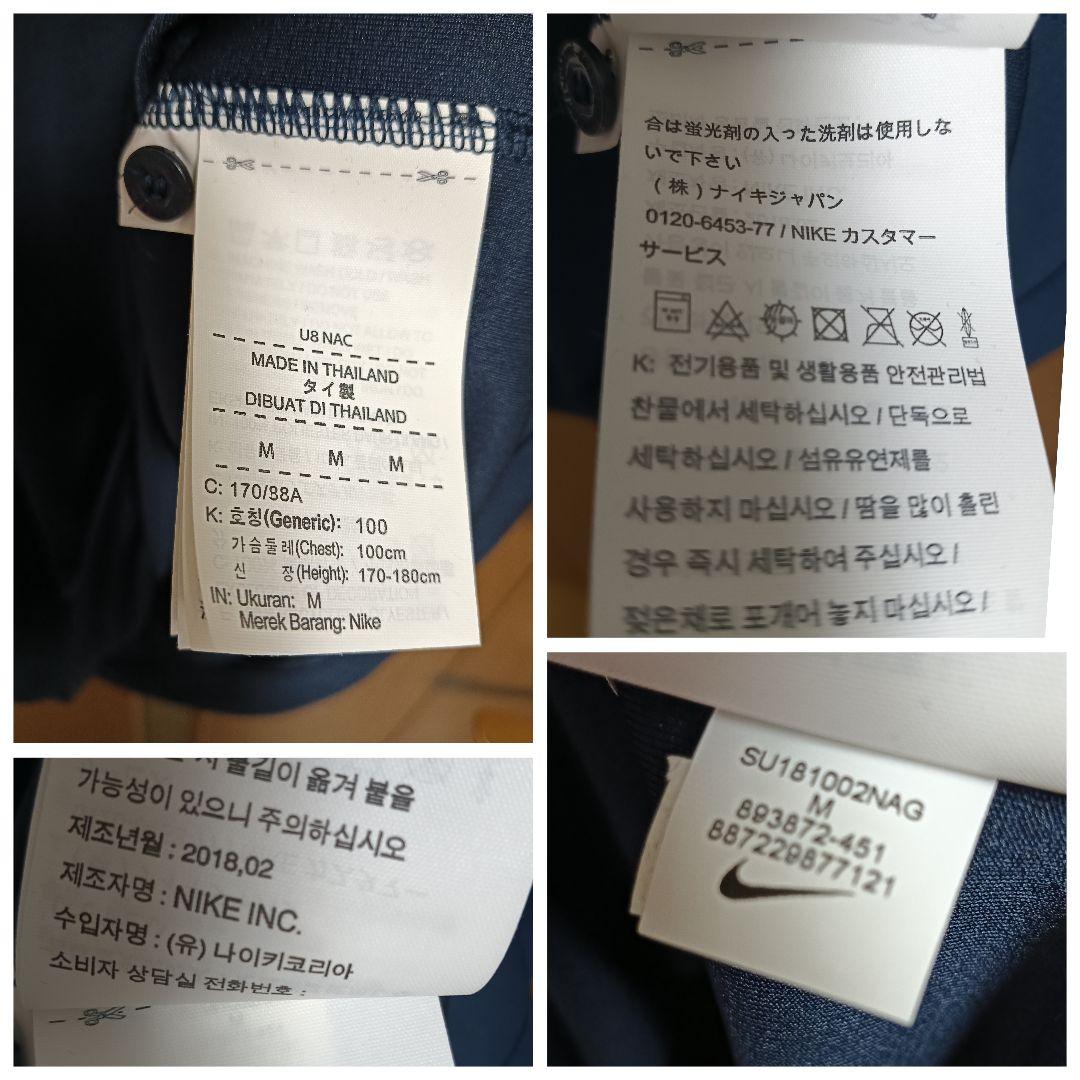 U8 NAC
MADE IN THAILAND
タイ製
DIBUAT DI THAILAND
M M M
C: 170/88A
K: 호칭(Generic): 100
가슴둘레(Chest): 100cm
신 장(Height): 170-180cm
IN: Ukuran: M
Merek Barang: Nike
合は蛍光剤の入った洗剤は使用しな
いで下さい
(株)ナイキジャパン
0120-6453-77 / NIKE カスタマー
サービス
K: 전기용품 및 생활용품 안전관리법
찬물에서 세탁하십시오 / 단독으로
세탁하십시오 / 섬유유연제를
사용하지 마십시오 / 땀을 많이 흘린
경우 즉시 세탁하여 주십시오 /
젖은채로 포개어 놓지 마십시오 /
물길이 옮겨 붙을
가능성이 있으니 주의하십시오
제조년월 : 2018,02
제조자명 : NIKE INC.
수입자명 : (유) 나이키코리아
소비자 상담실 전화번호 :
SU181002NAG
M
893872-451
887229877121